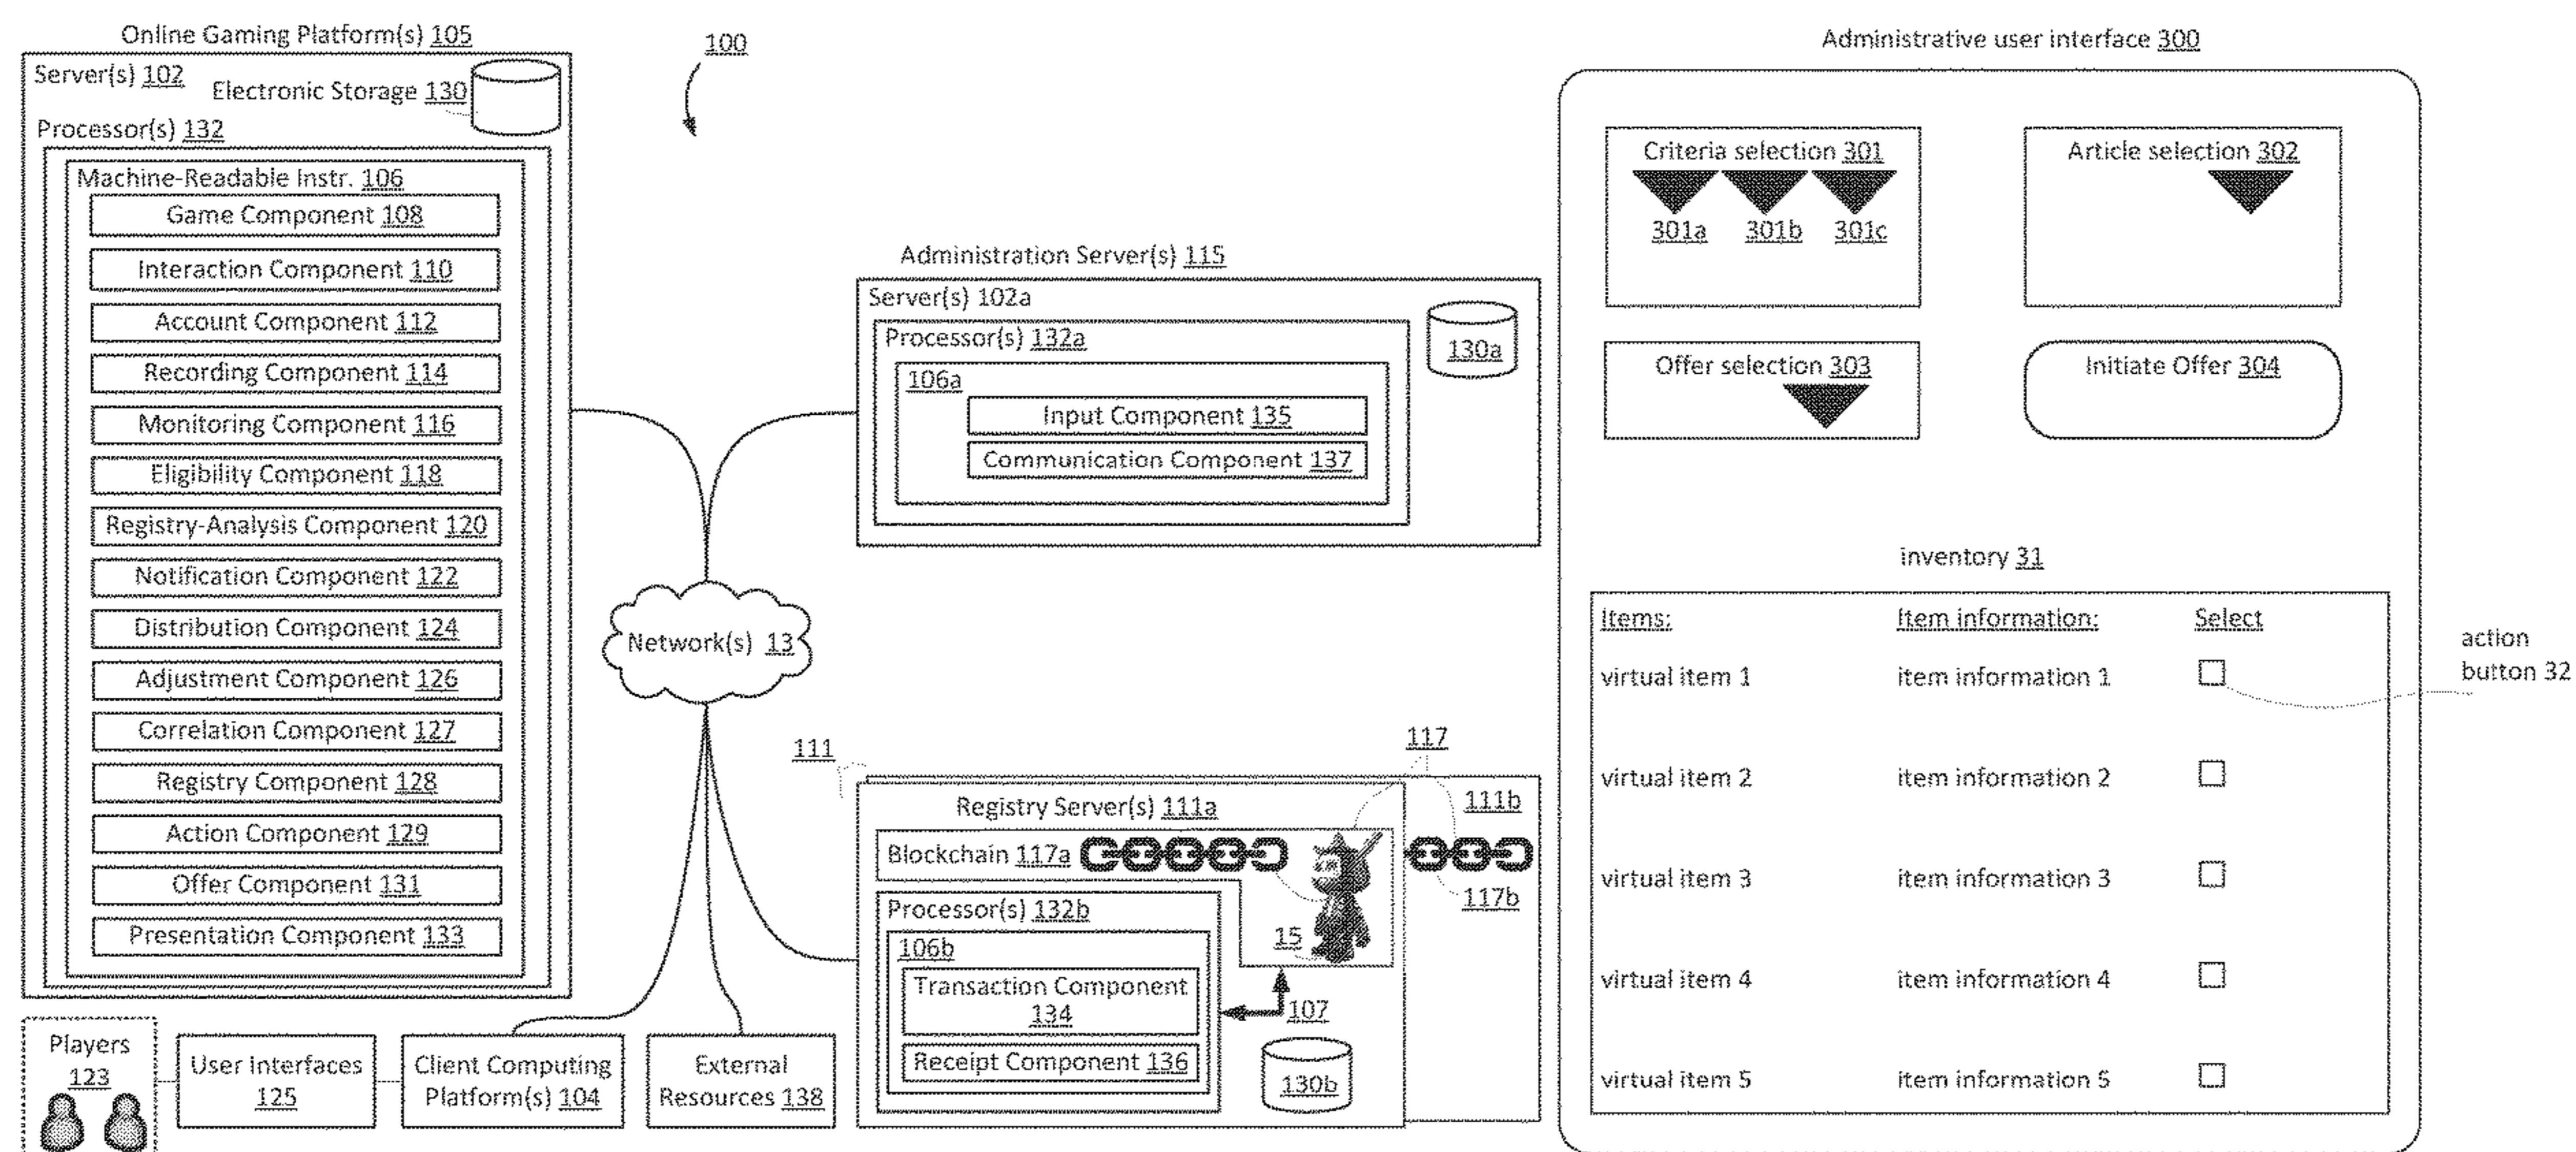 Online Gaming Platform(s) 105
Server(s) 102
Electronic Storage 130
Processor(s) 132
Machine-Readable Instr. 106
Game Component 108
Interaction Component 110
Account Component 112
Recording Component 114
Monitoring Component 116
Eligibility Component 118
Registry-Analysis Component 120
Notification Component 122
Distribution Component 124
Adjustment Component 126
Correlation Component 127
Registry Component 128
Action Component 129
Offer Component 131
Presentation Component 133
Players
123
User Interfaces
125
Client Computing
Platform(s) 104
External
Resources 138
100
Network(s) 13
Administration Server(s) 115
Server(s) 102a
Processor(s) 132a
130a
106a
Input Component 135
Communication Component 137
111
117
Registry Server(s) 111a
111b
Blockchain 117a
117b
Processor(s) 132b
106b
15
Transaction Component
134
107
Receipt Component 136
130b
Administrative user interface 300
Criteria selection 301
301a 301b 301c
Article selection 302
Offer selection 303
Initiate Offer 304
inventory 31
Items: Item information: Select
virtual item 1 item information 1
virtual item 2 item information 2
virtual item 3 item information 3
virtual item 4 item information 4
virtual item 5 item information 5
action
button 32